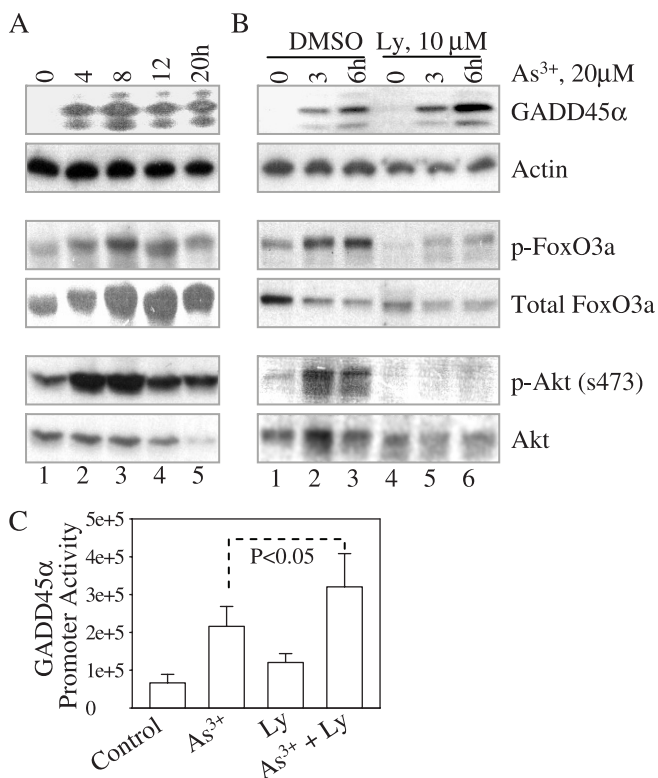 A
0 4 8 12 20h
B
DMSO Ly, 10 μM
0 3 6h 0 3 6h As³⁺, 20μM
GADD45α
Actin
p-FoxO3a
Total FoxO3a
p-Akt (s473)
Akt
1 2 3 4 5
1 2 3 4 5 6
C
GADD45α
Promoter Activity
5e+5
4e+5
3e+5
2e+5
1e+5
0
P<0.05
Control As³⁺ Ly As³⁺ + Ly